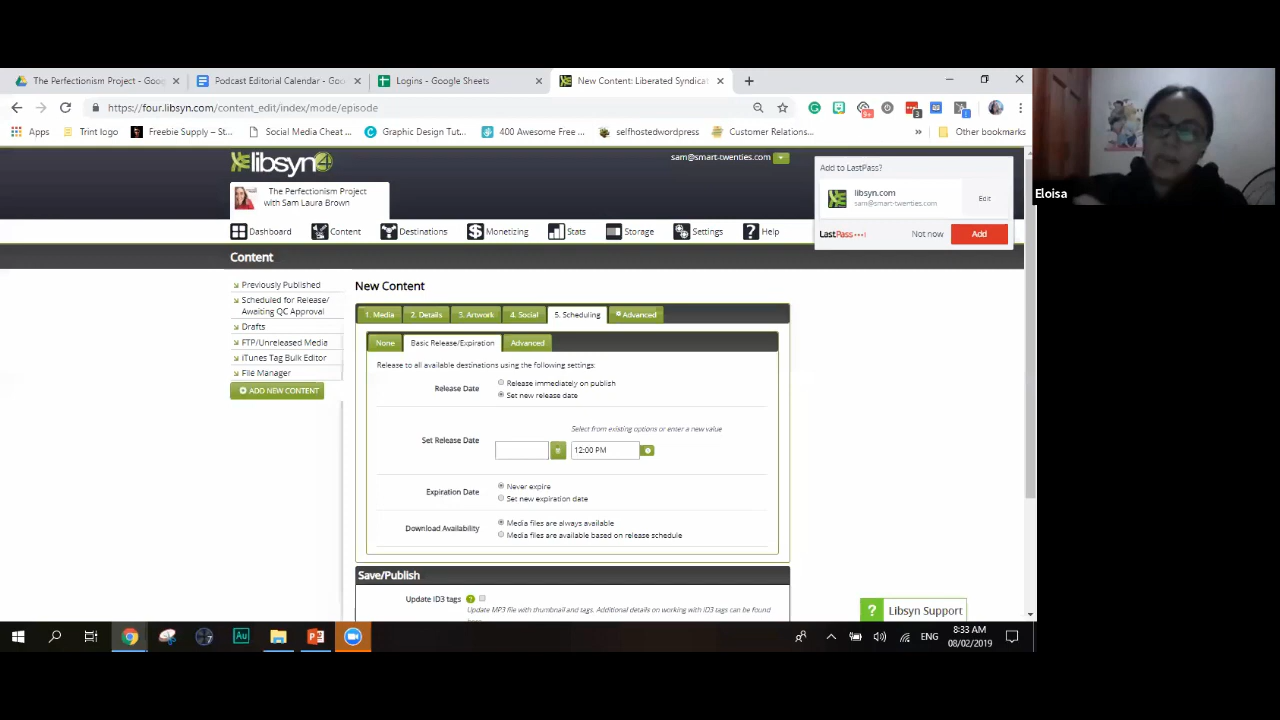 The Perfectionism Project - Goog
Podcast Editorial Calendar - Goo
Logins - Google Sheets
New Content: Liberated Syndicat
https://four.libsyn.com/content_edit/index/mode/episode
Apps
Trint logo
Freebie Supply – St...
Social Media Cheat ...
Graphic Design Tut...
400 Awesome Free ...
selfhostedwordpress
Customer Relations...
»
Other bookmarks
libsyn4
sam@smart-twenties.com
Add to LastPass?
libsyn.com
sam@smart-twenties.com
Edit
LastPass
Not now
Add
Eloisa
The Perfectionism Project
with Sam Laura Brown
Dashboard
Content
Destinations
Monetizing
Stats
Storage
Settings
Help
Content
Previously Published
Scheduled for Release/
Awaiting QC Approval
Drafts
FTP/Unreleased Media
iTunes Tag Bulk Editor
File Manager
ADD NEW CONTENT
New Content
1. Media
2. Details
3. Artwork
4. Social
5. Scheduling
Advanced
None
Basic Release/Expiration
Advanced
Release to all available destinations using the following settings:
Release Date
Release immediately on publish
Set new release date
Select from existing options or enter a new value
Set Release Date
12:00 PM
Expiration Date
Never expire
Set new expiration date
Download Availability
Media files are always available
Media files are available based on release schedule
Save/Publish
Update ID3 tags
Update MP3 file with thumbnail and tags. Additional details on working with ID3 tags can be found
? Libsyn Support
ENG
8:33 AM
08/02/2019